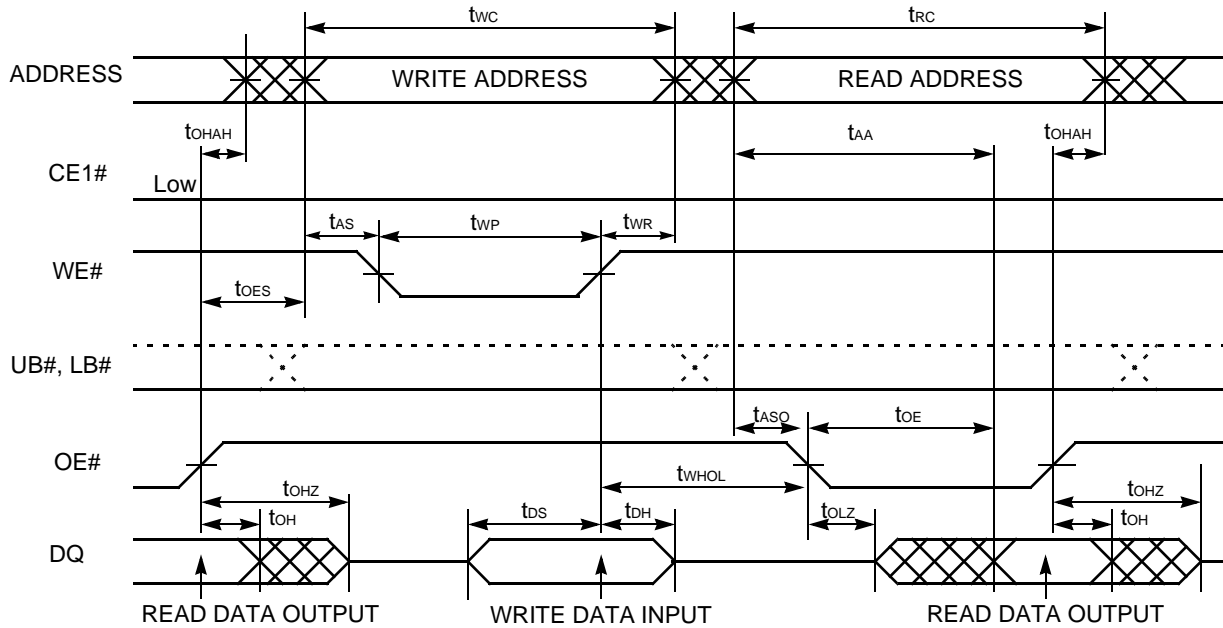 tWC tRC
ADDRESS WRITE ADDRESS READ ADDRESS
tOHAH tAA tOHAH
CE1# Low
tAS tWP tWR
WE#
tOES
UB#, LB#
tASO tOE
OE#
tWHOL
tOHZ tOHZ
tOH tDS tDH tOLZ tOH
DQ
READ DATA OUTPUT WRITE DATA INPUT READ DATA OUTPUT